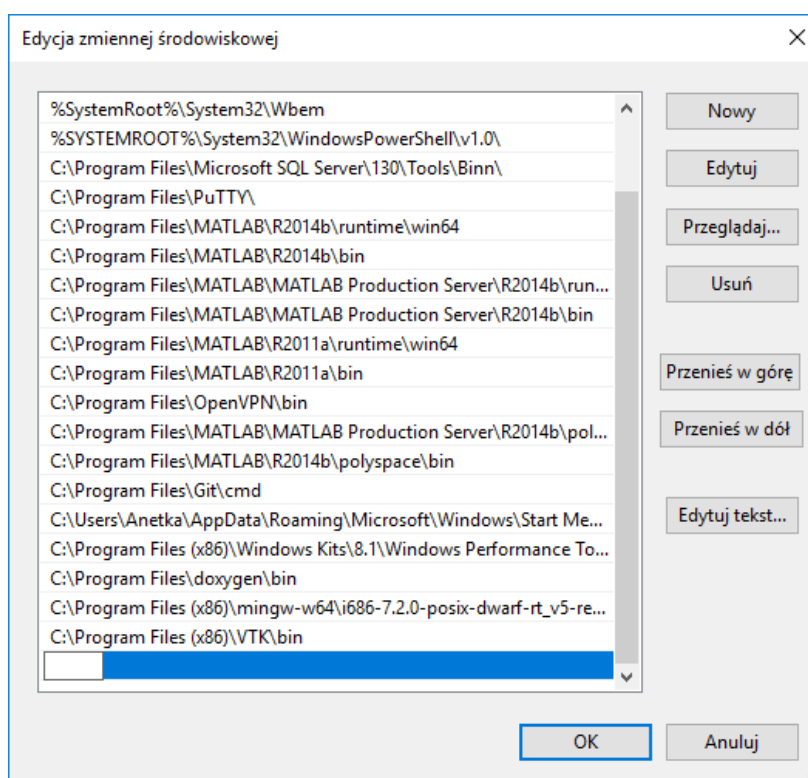 Edycja zmiennej środowiskowej
%SystemRoot%\System32\Wbem
%SYSTEMROOT%\System32\WindowsPowerShell\v1.0\
C:\Program Files\Microsoft SQL Server\130\Tools\Binn\
C:\Program Files\PuTTY\
C:\Program Files\MATLAB\R2014b\runtime\win64
C:\Program Files\MATLAB\R2014b\bin
C:\Program Files\MATLAB\MATLAB Production Server\R2014b\run...
C:\Program Files\MATLAB\MATLAB Production Server\R2014b\bin
C:\Program Files\MATLAB\R2011a\runtime\win64
C:\Program Files\MATLAB\R2011a\bin
C:\Program Files\OpenVPN\bin
C:\Program Files\MATLAB\MATLAB Production Server\R2014b\pol...
C:\Program Files\MATLAB\R2014b\polyspace\bin
C:\Program Files\Git\cmd
C:\Users\Anetka\AppData\Roaming\Microsoft\Windows\Start Me...
C:\Program Files (x86)\Windows Kits\8.1\Windows Performance To...
C:\Program Files\doxygen\bin
C:\Program Files (x86)\mingw-w64\i686-7.2.0-posix-dwarf-rt_v5-re...
C:\Program Files (x86)\VTK\bin
Nowy
Edytuj
Przeglądaj...
Usuń
Przenieś w górę
Przenieś w dół
Edytuj tekst...
OK
Anuluj